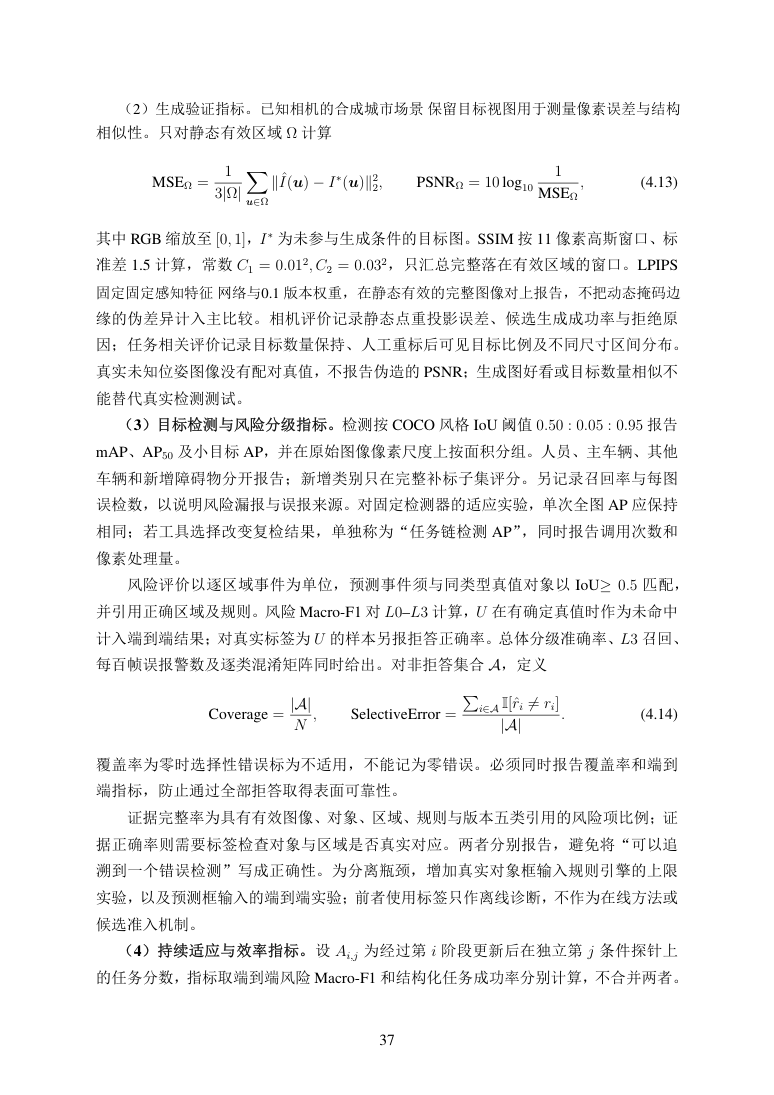 （2）生成验证指标。已知相机的合成城市场景 保留目标视图用于测量像素误差与结构
相似性。只对静态有效区域 Ω 计算
MSE_Ω = \frac{1}{3|Ω|} \sum_{u∈Ω} ‖Î(u) − I*(u)‖₂², PSNR_Ω = 10 log₁₀ \frac{1}{MSE_Ω}, (4.13)
其中 RGB 缩放至 [0, 1]，I* 为未参与生成条件的目标图。SSIM 按 11 像素高斯窗口、标
准差 1.5 计算，常数 C₁ = 0.01², C₂ = 0.03²，只汇总完整落在有效区域的窗口。LPIPS
固定固定感知特征 网络与0.1 版本权重，在静态有效的完整图像对上报告，不把动态掩码边
缘的伪差异计入主比较。相机评价记录静态点重投影误差、候选生成成功率与拒绝原
因；任务相关评价记录目标数量保持、人工重标后可见目标比例及不同尺寸区间分布。
真实未知位姿图像没有配对真值，不报告伪造的 PSNR；生成图好看或目标数量相似不
能替代真实检测测试。
（3）目标检测与风险分级指标。检测按 COCO 风格 IoU 阈值 0.50 : 0.05 : 0.95 报告
mAP、AP₅₀ 及小目标 AP，并在原始图像像素尺度上按面积分组。人员、主车辆、其他
车辆和新增障碍物分开报告；新增类别只在完整补标子集评分。另记录召回率与每图
误检数，以说明风险漏报与误报来源。对固定检测器的适应实验，单次全图 AP 应保持
相同；若工具选择改变复检结果，单独称为“任务链检测 AP”，同时报告调用次数和
像素处理量。
风险评价以逐区域事件为单位，预测事件须与同类型真值对象以 IoU≥ 0.5 匹配，
并引用正确区域及规则。风险 Macro-F1 对 L0–L3 计算，U 在有确定真值时作为未命中
计入端到端结果；对真实标签为 U 的样本另报拒答正确率。总体分级准确率、L3 召回、
每百帧误报警数及逐类混淆矩阵同时给出。对非拒答集合 𝒜，定义
Coverage = \frac{|𝒜|}{N}, SelectiveError = \frac{\sum_{i∈𝒜} 𝕀[r̂ᵢ ≠ rᵢ]}{|𝒜|}. (4.14)
覆盖率为零时选择性错误标为不适用，不能记为零错误。必须同时报告覆盖率和端到
端指标，防止通过全部拒答取得表面可靠性。
证据完整率为具有有效图像、对象、区域、规则与版本五类引用的风险项比例；证
据正确率则需要标签检查对象与区域是否真实对应。两者分别报告，避免将“可以追
溯到一个错误检测”写成正确性。为分离瓶颈，增加真实对象框输入规则引擎的上限
实验，以及预测框输入的端到端实验；前者使用标签只作离线诊断，不作为在线方法或
候选准入机制。
（4）持续适应与效率指标。设 A_{i,j} 为经过第 i 阶段更新后在独立第 j 条件探针上
的任务分数，指标取端到端风险 Macro-F1 和结构化任务成功率分别计算，不合并两者。
37